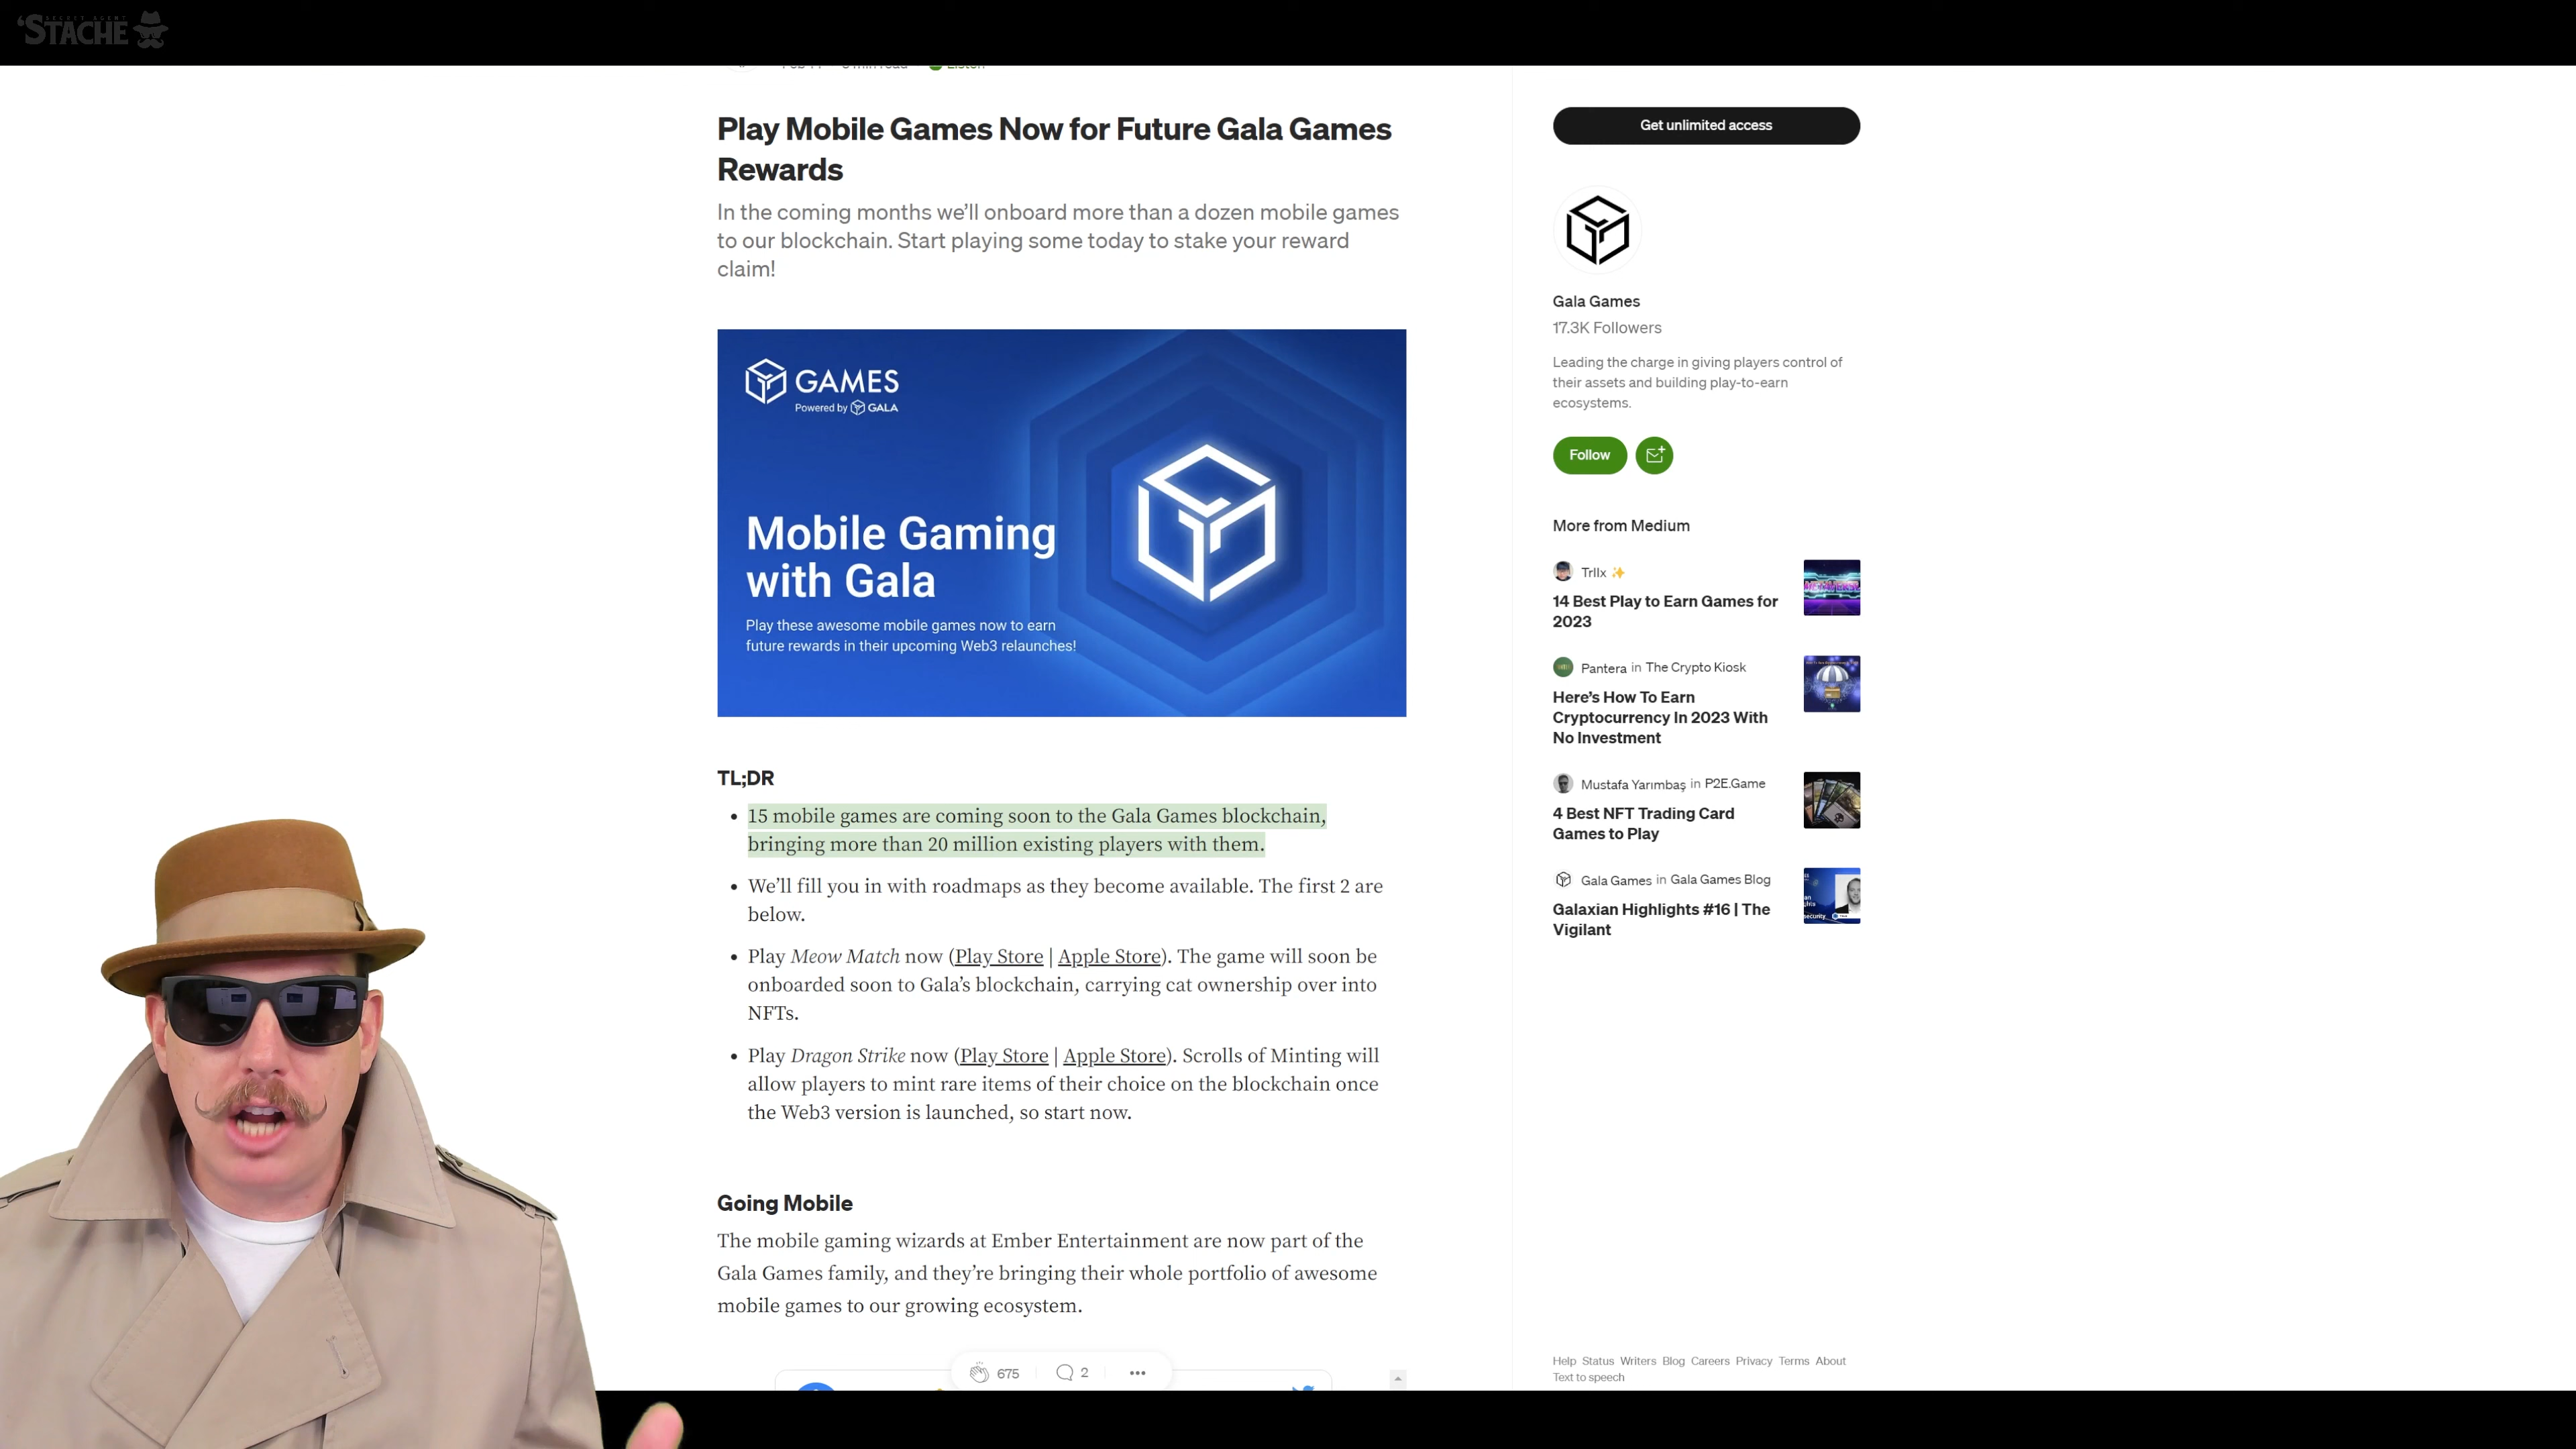 SECRET AGENT
'STACHE
Play Mobile Games Now for Future Gala Games
Rewards
In the coming months we'll onboard more than a dozen mobile games
to our blockchain. Start playing some today to stake your reward
claim!
GAMES
Powered by GALA
Mobile Gaming
with Gala
Play these awesome mobile games now to earn
future rewards in their upcoming Web3 relaunches!
TL;DR
• 15 mobile games are coming soon to the Gala Games blockchain,
bringing more than 20 million existing players with them.
• We'll fill you in with roadmaps as they become available. The first 2 are
below.
• Play Meow Match now (Play Store | Apple Store). The game will soon be
onboarded soon to Gala's blockchain, carrying cat ownership over into
NFTs.
• Play Dragon Strike now (Play Store | Apple Store). Scrolls of Minting will
allow players to mint rare items of their choice on the blockchain once
the Web3 version is launched, so start now.
Going Mobile
The mobile gaming wizards at Ember Entertainment are now part of the
Gala Games family, and they're bringing their whole portfolio of awesome
mobile games to our growing ecosystem.
675
2
Get unlimited access
Gala Games
17.3K Followers
Leading the charge in giving players control of
their assets and building play-to-earn
ecosystems.
Follow
More from Medium
Trllx ✨
14 Best Play to Earn Games for
2023
Pantera in The Crypto Kiosk
Here's How To Earn
Cryptocurrency In 2023 With
No Investment
Mustafa Yarımbaş in P2E.Game
4 Best NFT Trading Card
Games to Play
Gala Games in Gala Games Blog
Galaxian Highlights #16 | The
Vigilant
Help Status Writers Blog Careers Privacy Terms About
Text to speech